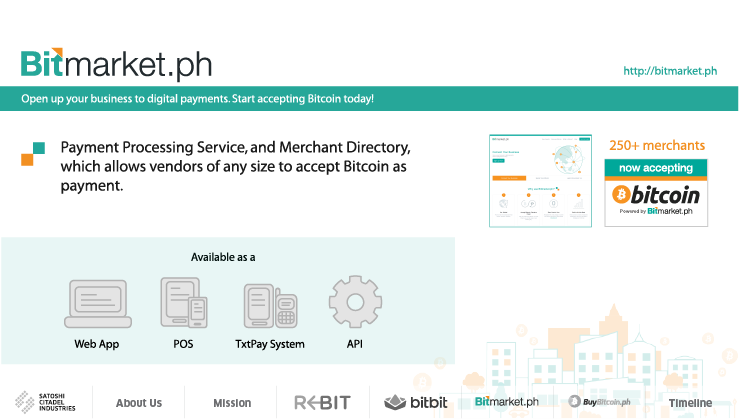 Bitmarket.ph
http://bitmarket.ph
Open up your business to digital payments. Start accepting Bitcoin today!
Payment Processing Service, and Merchant Directory,
which allows vendors of any size to accept Bitcoin as
payment.
250+ merchants
now accepting
bitcoin
Powered by Bitmarket.ph
Available as a
Web App
POS
TxtPay System
API
SATOSHI
CITADEL
INDUSTRIES
About Us
Mission
REBIT
bitbit
Bitmarket.ph
BuyBitcoin.ph
Timeline